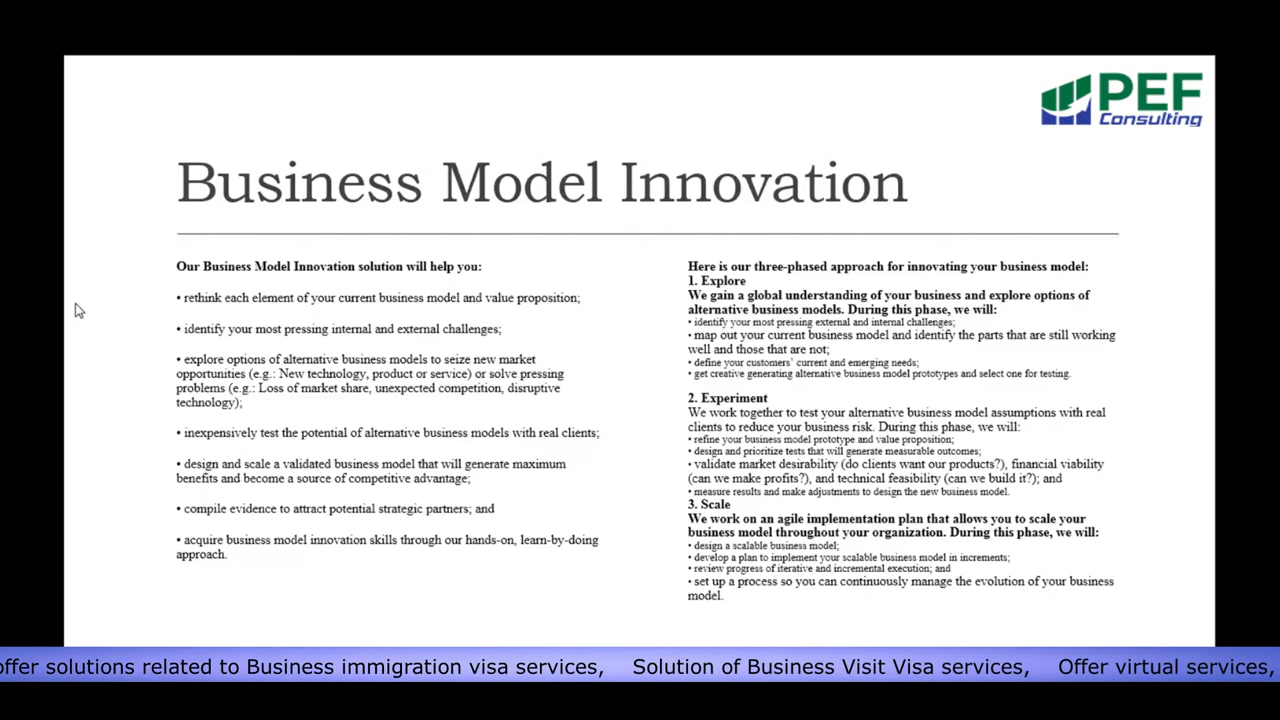 PEF
Consulting
Business Model Innovation
Our Business Model Innovation solution will help you:
• rethink each element of your current business model and value proposition;
• identify your most pressing internal and external challenges;
• explore options of alternative business models to seize new market
opportunities (e.g.: New technology, product or service) or solve pressing
problems (e.g.: Loss of market share, unexpected competition, disruptive
technology);
• inexpensively test the potential of alternative business models with real clients;
• design and scale a validated business model that will generate maximum
benefits and become a source of competitive advantage;
• compile evidence to attract potential strategic partners; and
• acquire business model innovation skills through our hands-on, learn-by-doing
approach.
Here is our three-phased approach for innovating your business model:
1. Explore
We gain a global understanding of your business and explore options of
alternative business models. During this phase, we will:
• identify your most pressing external and internal challenges;
• map out your current business model and identify the parts that are still working
well and those that are not;
• define your customers' current and emerging needs;
• get creative generating alternative business model prototypes and select one for testing.
2. Experiment
We work together to test your alternative business model assumptions with real
clients to reduce your business risk. During this phase, we will:
• refine your business model prototype and value proposition;
• design and prioritize tests that will generate measurable outcomes;
• validate market desirability (do clients want our products?), financial viability
(can we make profits?), and technical feasibility (can we build it?); and
• measure results and make adjustments to design the new business model.
3. Scale
We work on an agile implementation plan that allows you to scale your
business model throughout your organization. During this phase, we will:
• design a scalable business model;
• develop a plan to implement your scalable business model in increments;
• review progress of iterative and incremental execution; and
• set up a process so you can continuously manage the evolution of your business
model.
offer solutions related to Business immigration visa services, Solution of Business Visit Visa services, Offer virtual services,